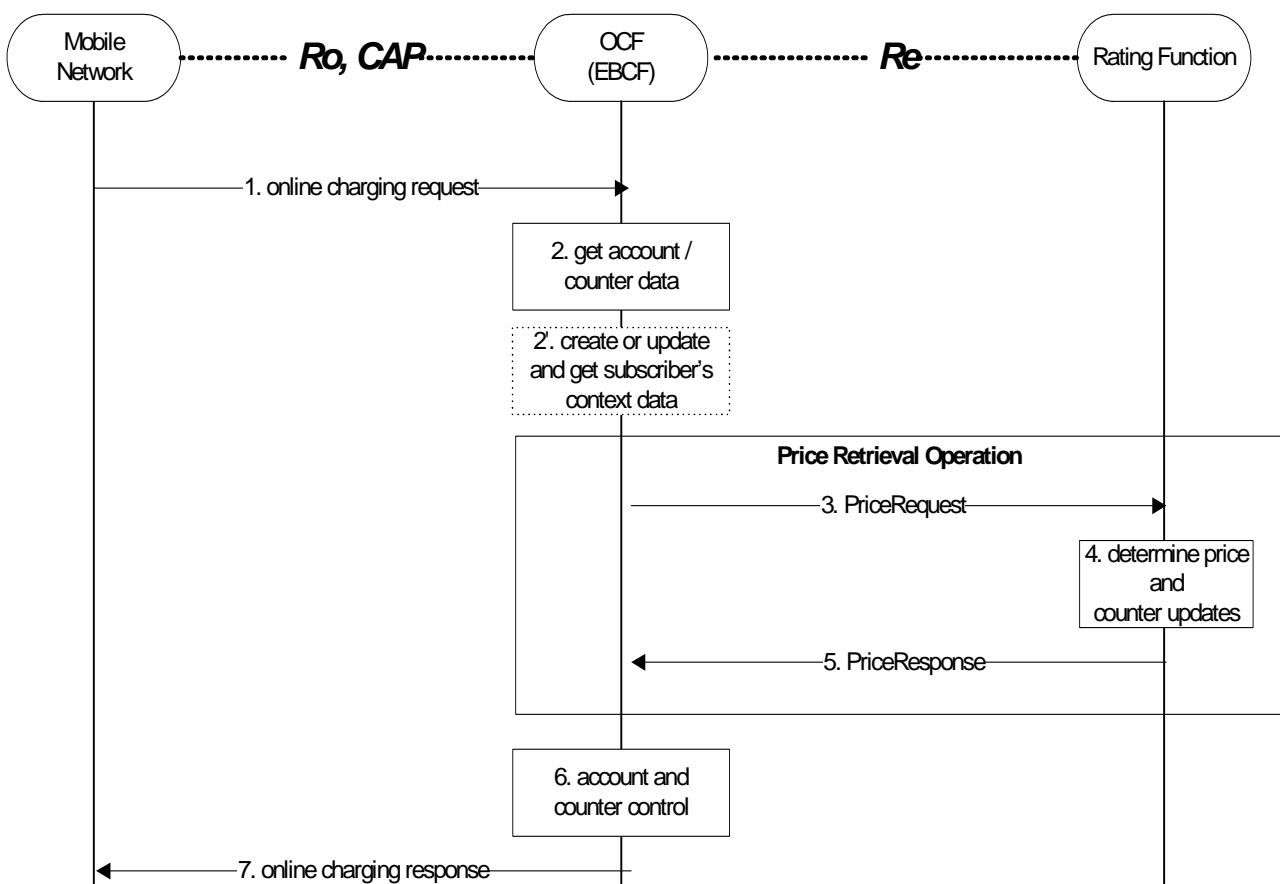 Mobile
Network
Ro, CAP
OCF
(EBCF)
Re
Rating Function
1. online charging request
2. get account /
counter data
2'. create or update
and get subscriber’s
context data
Price Retrieval Operation
3. PriceRequest
4. determine price
and
counter updates
5. PriceResponse
6. account and
counter control
7. online charging response